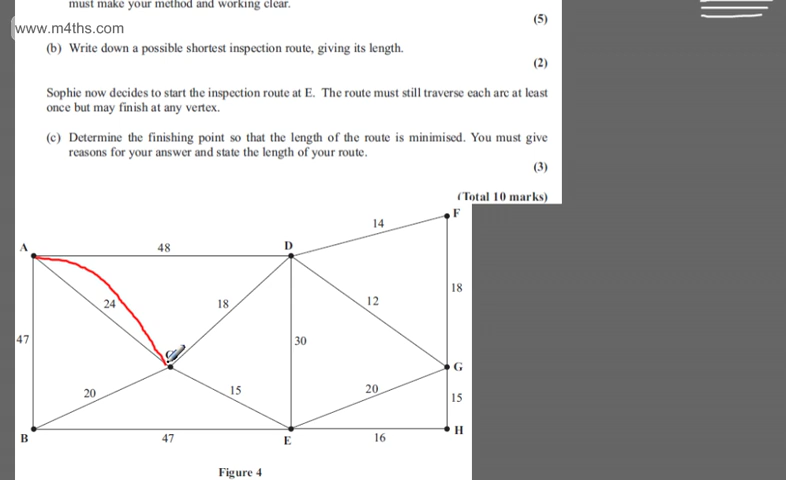 must make your method and working clear.
www.m4ths.com
(5)
(b) Write down a possible shortest inspection route, giving its length.
(2)
Sophie now decides to start the inspection route at E. The route must still traverse each arc at least
once but may finish at any vertex.
(c) Determine the finishing point so that the length of the route is minimised. You must give
reasons for your answer and state the length of your route.
(3)
(Total 10 marks)
F
14
A
48
D
24
18
12
18
47
30
G
20
15
20
15
B
47
E
16
H
Figure 4